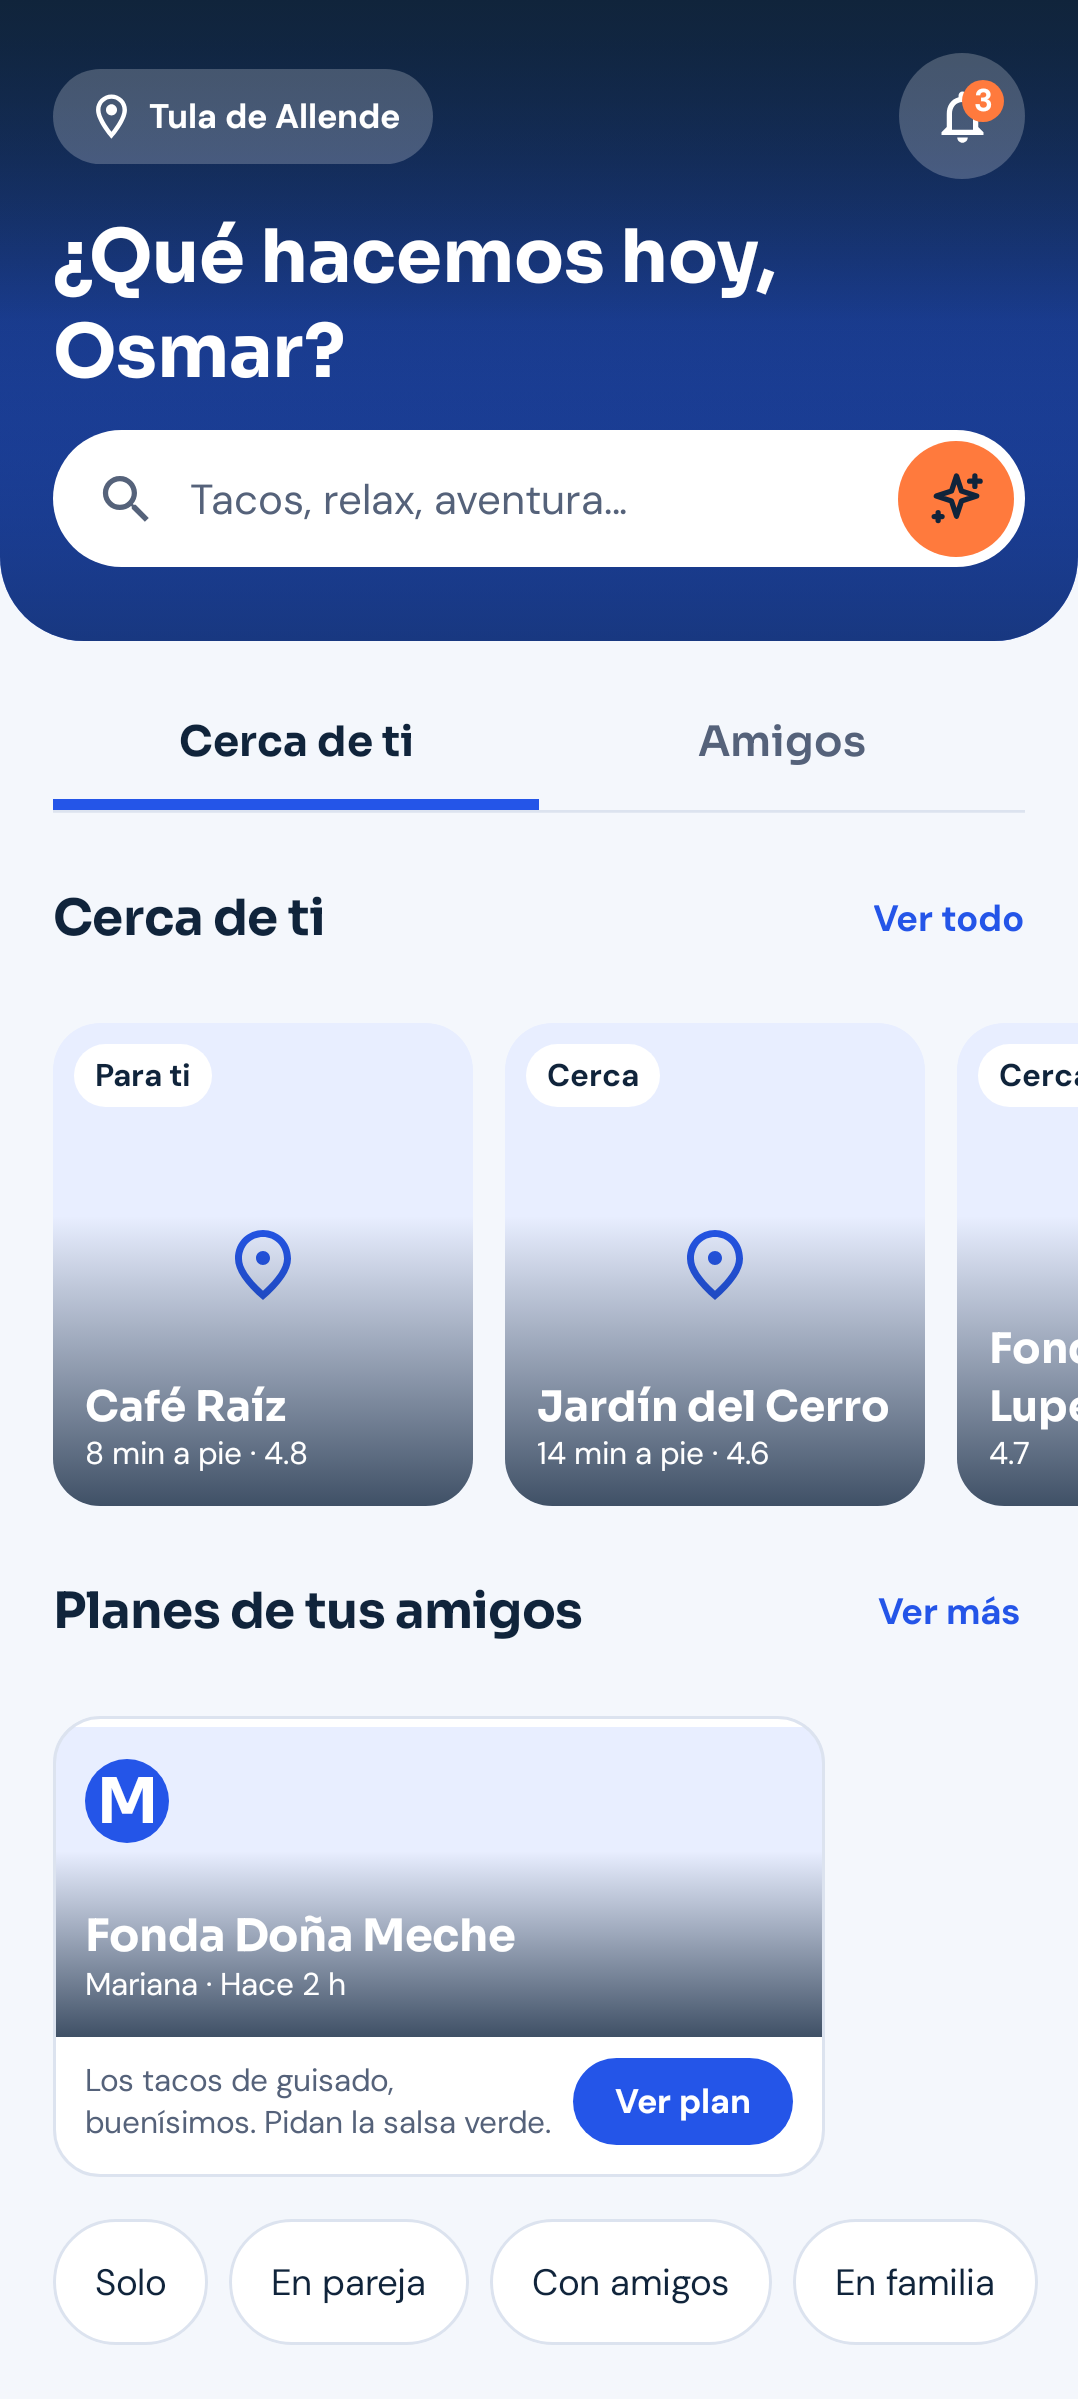 Tula de Allende
3
¿Qué hacemos hoy,
Osmar?
Tacos, relax, aventura...
Cerca de ti
Amigos
Cerca de ti
Ver todo
Para ti
Cerca
Cerca
Café Raíz
8 min a pie · 4.8
Jardín del Cerro
14 min a pie · 4.6
Fond
Lupe
4.7
Planes de tus amigos
Ver más
M
Fonda Doña Meche
Mariana · Hace 2 h
Los tacos de guisado,
buenísimos. Pidan la salsa verde.
Ver plan
Solo
En pareja
Con amigos
En familia